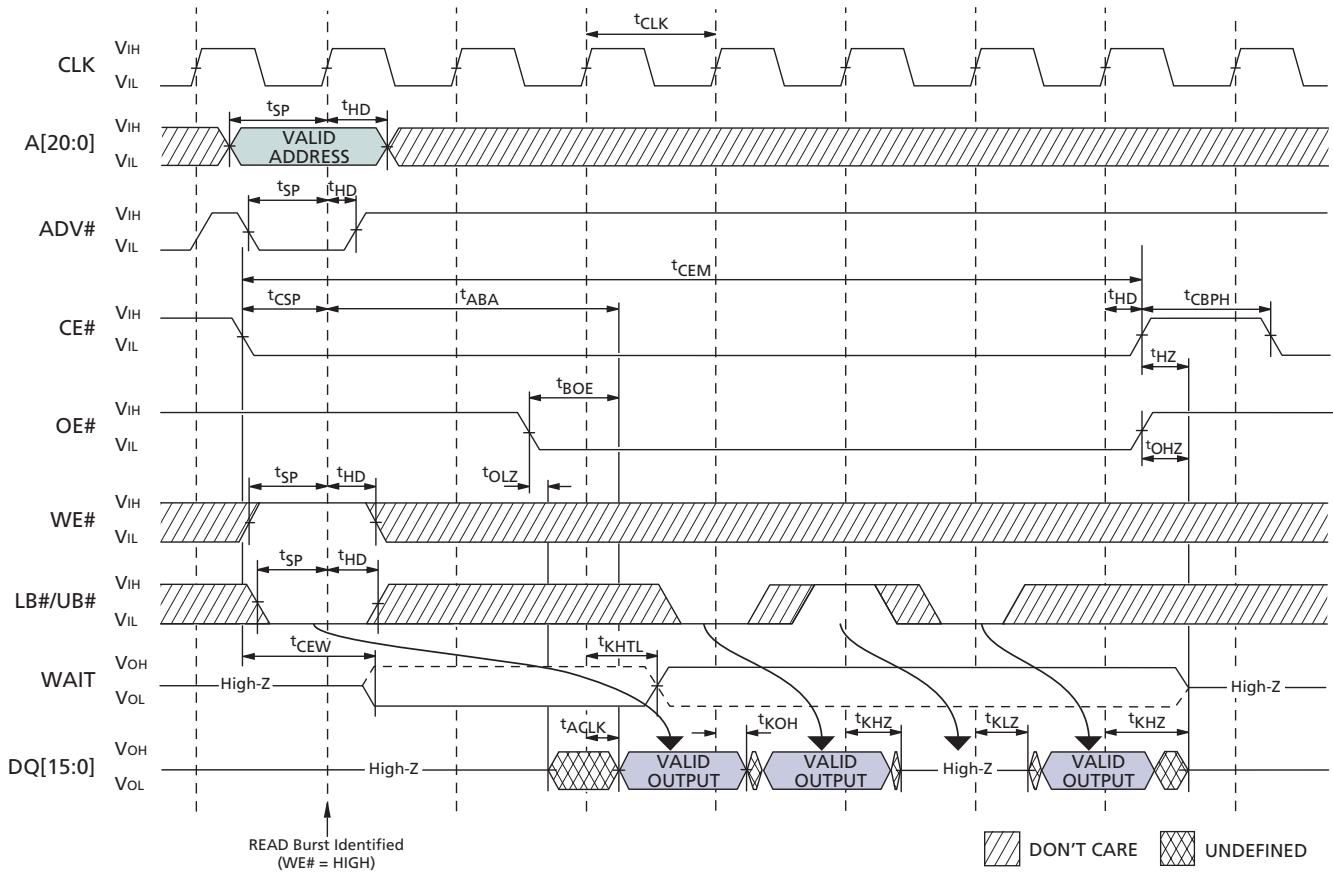 tCLK
CLK
VIH
VIL
tSP
tHD
A[20:0]
VIH
VIL
VALID
ADDRESS
tSP
tHD
ADV#
VIH
VIL
tCEM
tCSP
tABA
tHD
tCBPH
CE#
VIH
VIL
tHZ
tBOE
OE#
VIH
VIL
tOHZ
tSP
tHD
tOLZ
WE#
VIH
VIL
tSP
tHD
LB#/UB#
VIH
VIL
tCEW
tKHTL
WAIT
VOH
VOL
High-Z
High-Z
tACLK
tKOH
tKHZ
tKLZ
tKHZ
DQ[15:0]
VOH
VOL
High-Z
VALID
OUTPUT
VALID
OUTPUT
High-Z
VALID
OUTPUT
READ Burst Identified
(WE# = HIGH)
DON'T CARE
UNDEFINED